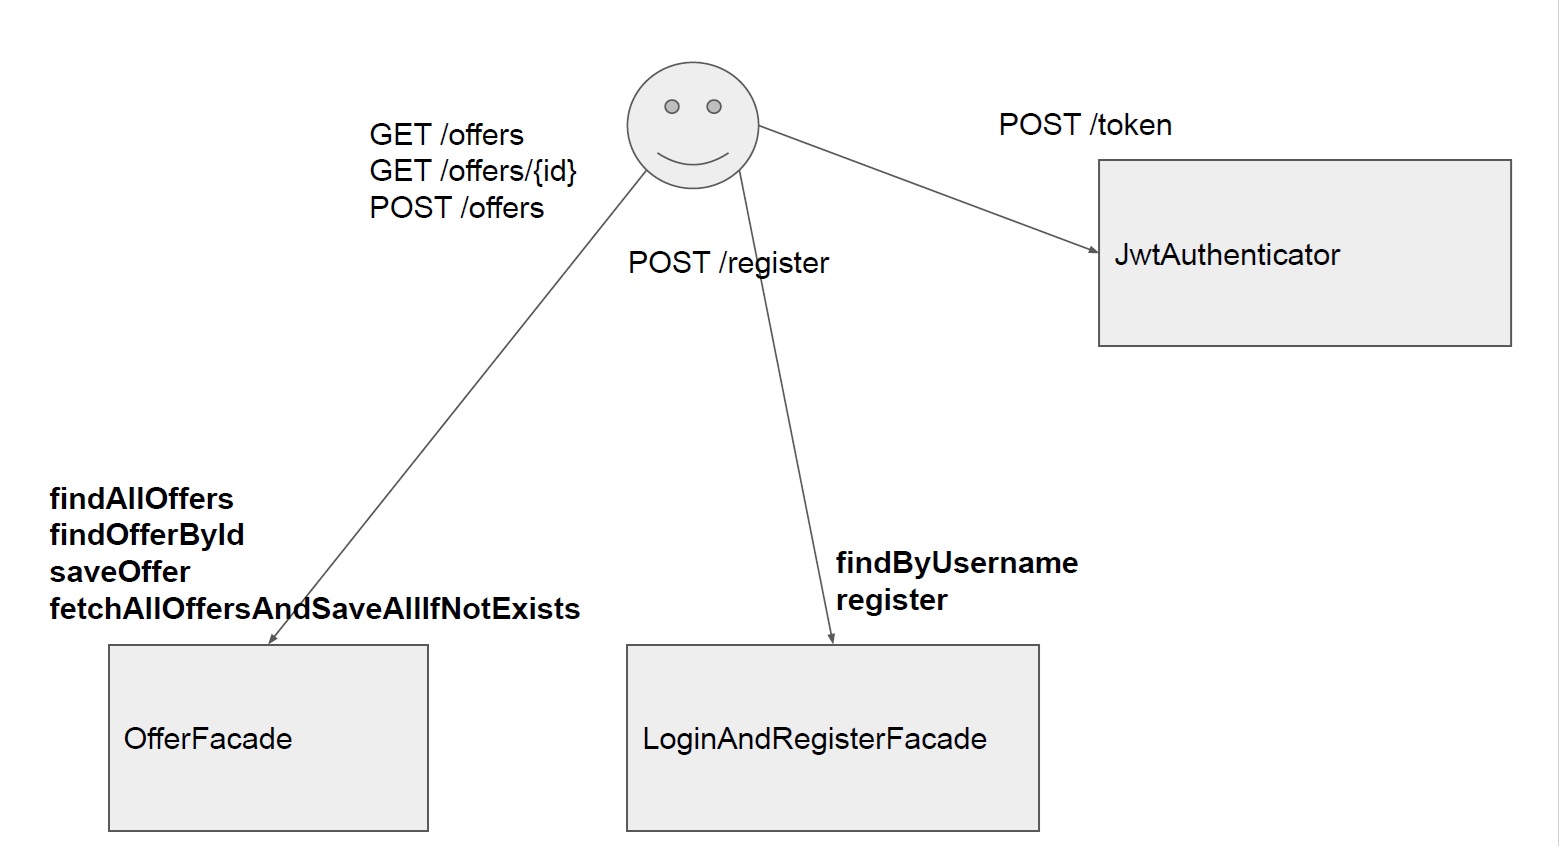 GET /offers
GET /offers/{id}
POST /offers
POST /token
POST /register
JwtAuthenticator
findAllOffers
findOfferById
saveOffer
fetchAllOffersAndSaveAllIfNotExists
findByUsername
register
OfferFacade
LoginAndRegisterFacade